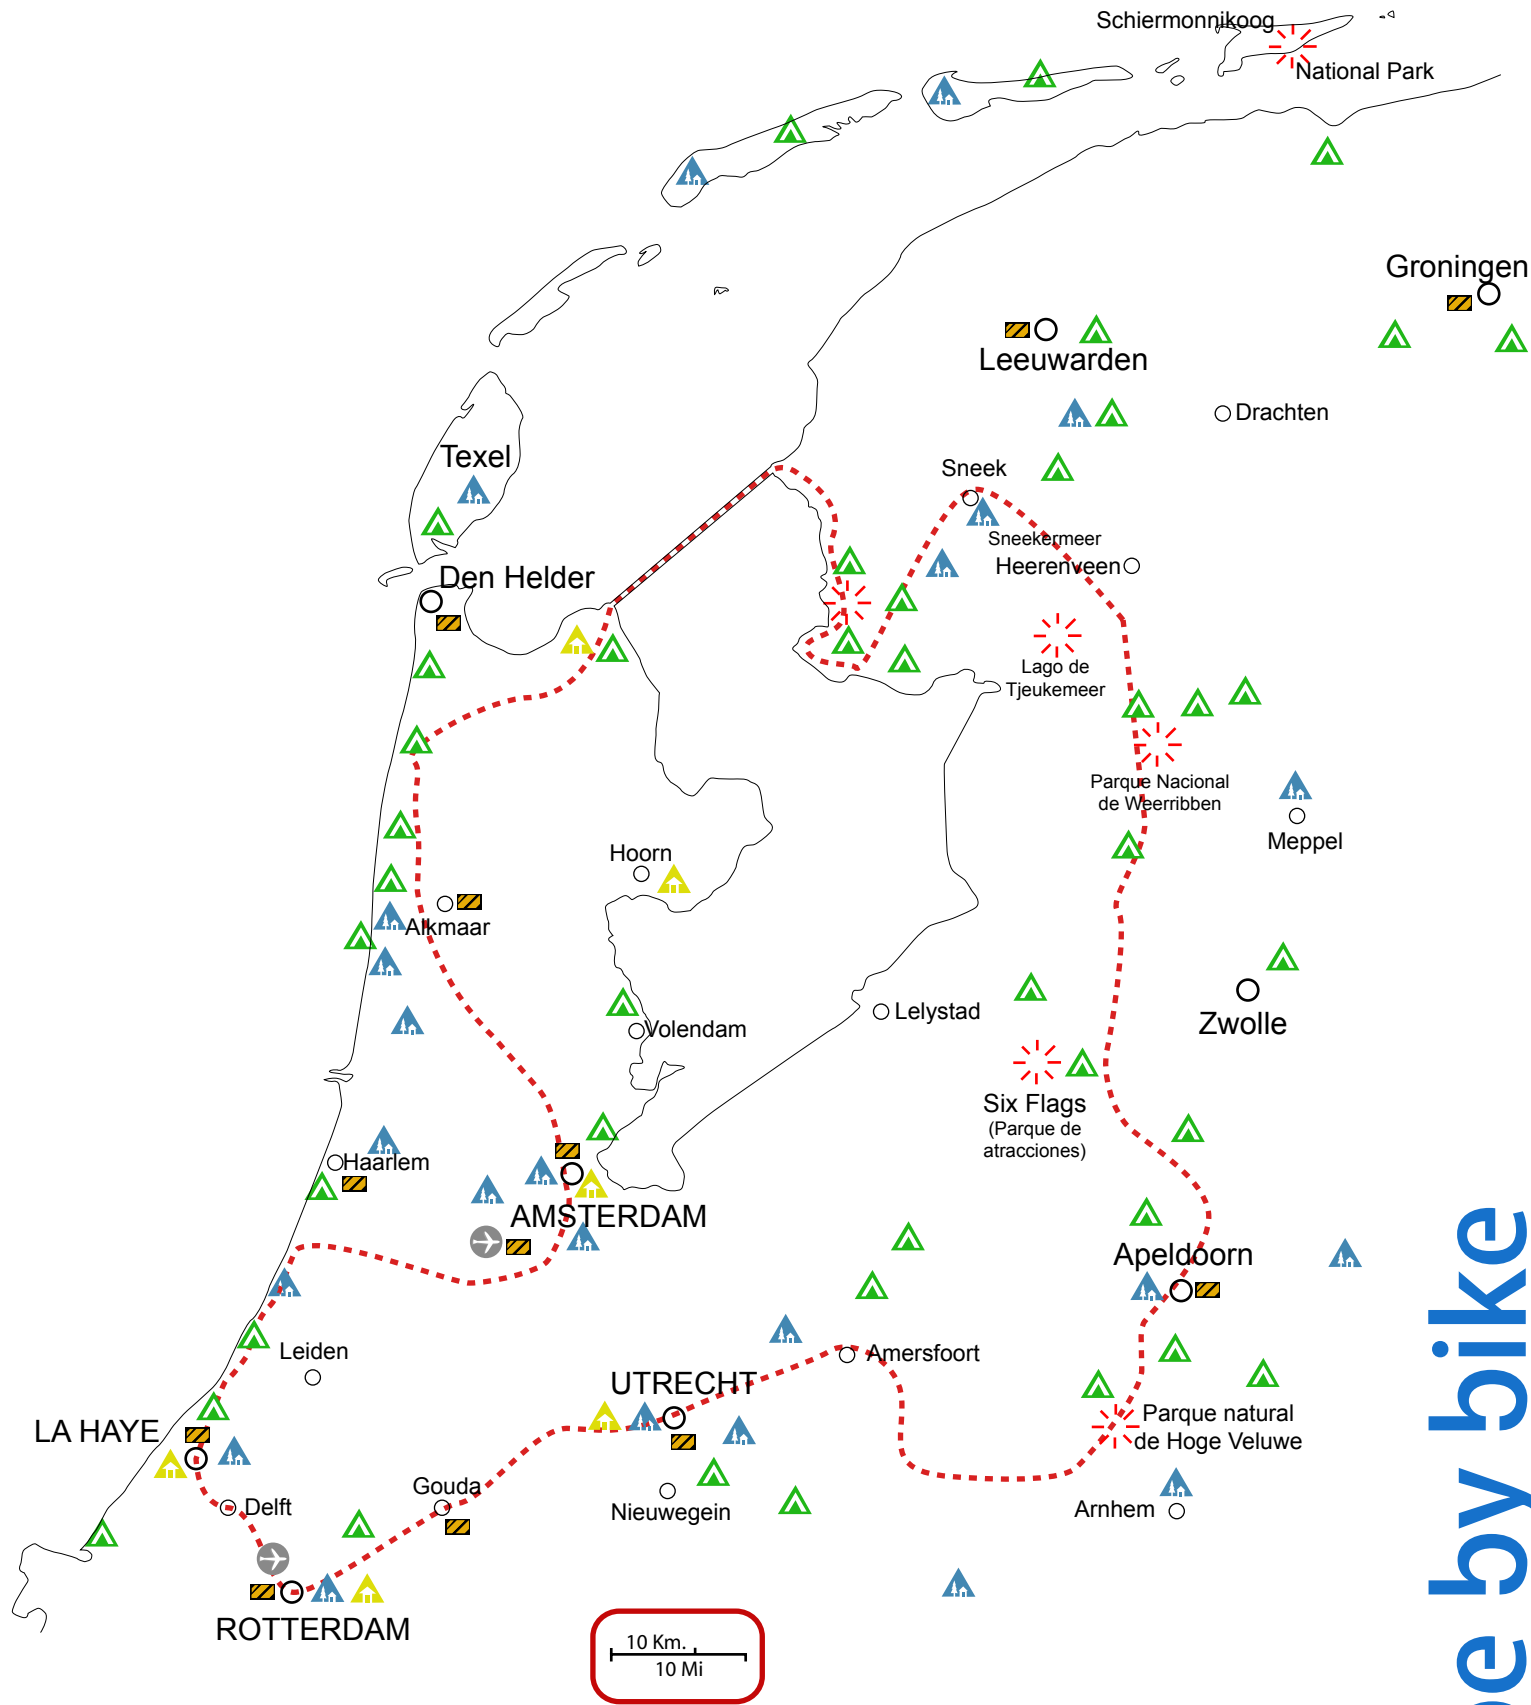 Schiermonnikoog
National Park
Groningen
Leeuwarden
Drachten
Texel
Sneek
Sneekermeer
Heerenveen
Den Helder
Lago de
Tjeukemeer
Parque Nacional
de Weerribben
Meppel
Hoorn
Alkmaar
Zwolle
Lelystad
Volendam
Six Flags
(Parque de
atracciones)
Haarlem
AMSTERDAM
Apeldoorn
Leiden
Amersfoort
UTRECHT
LA HAYE
Parque natural
de Hoge Veluwe
Gouda
Delft
Nieuwegein
Arnhem
ROTTERDAM
10 Km.
10 Mi
by bike